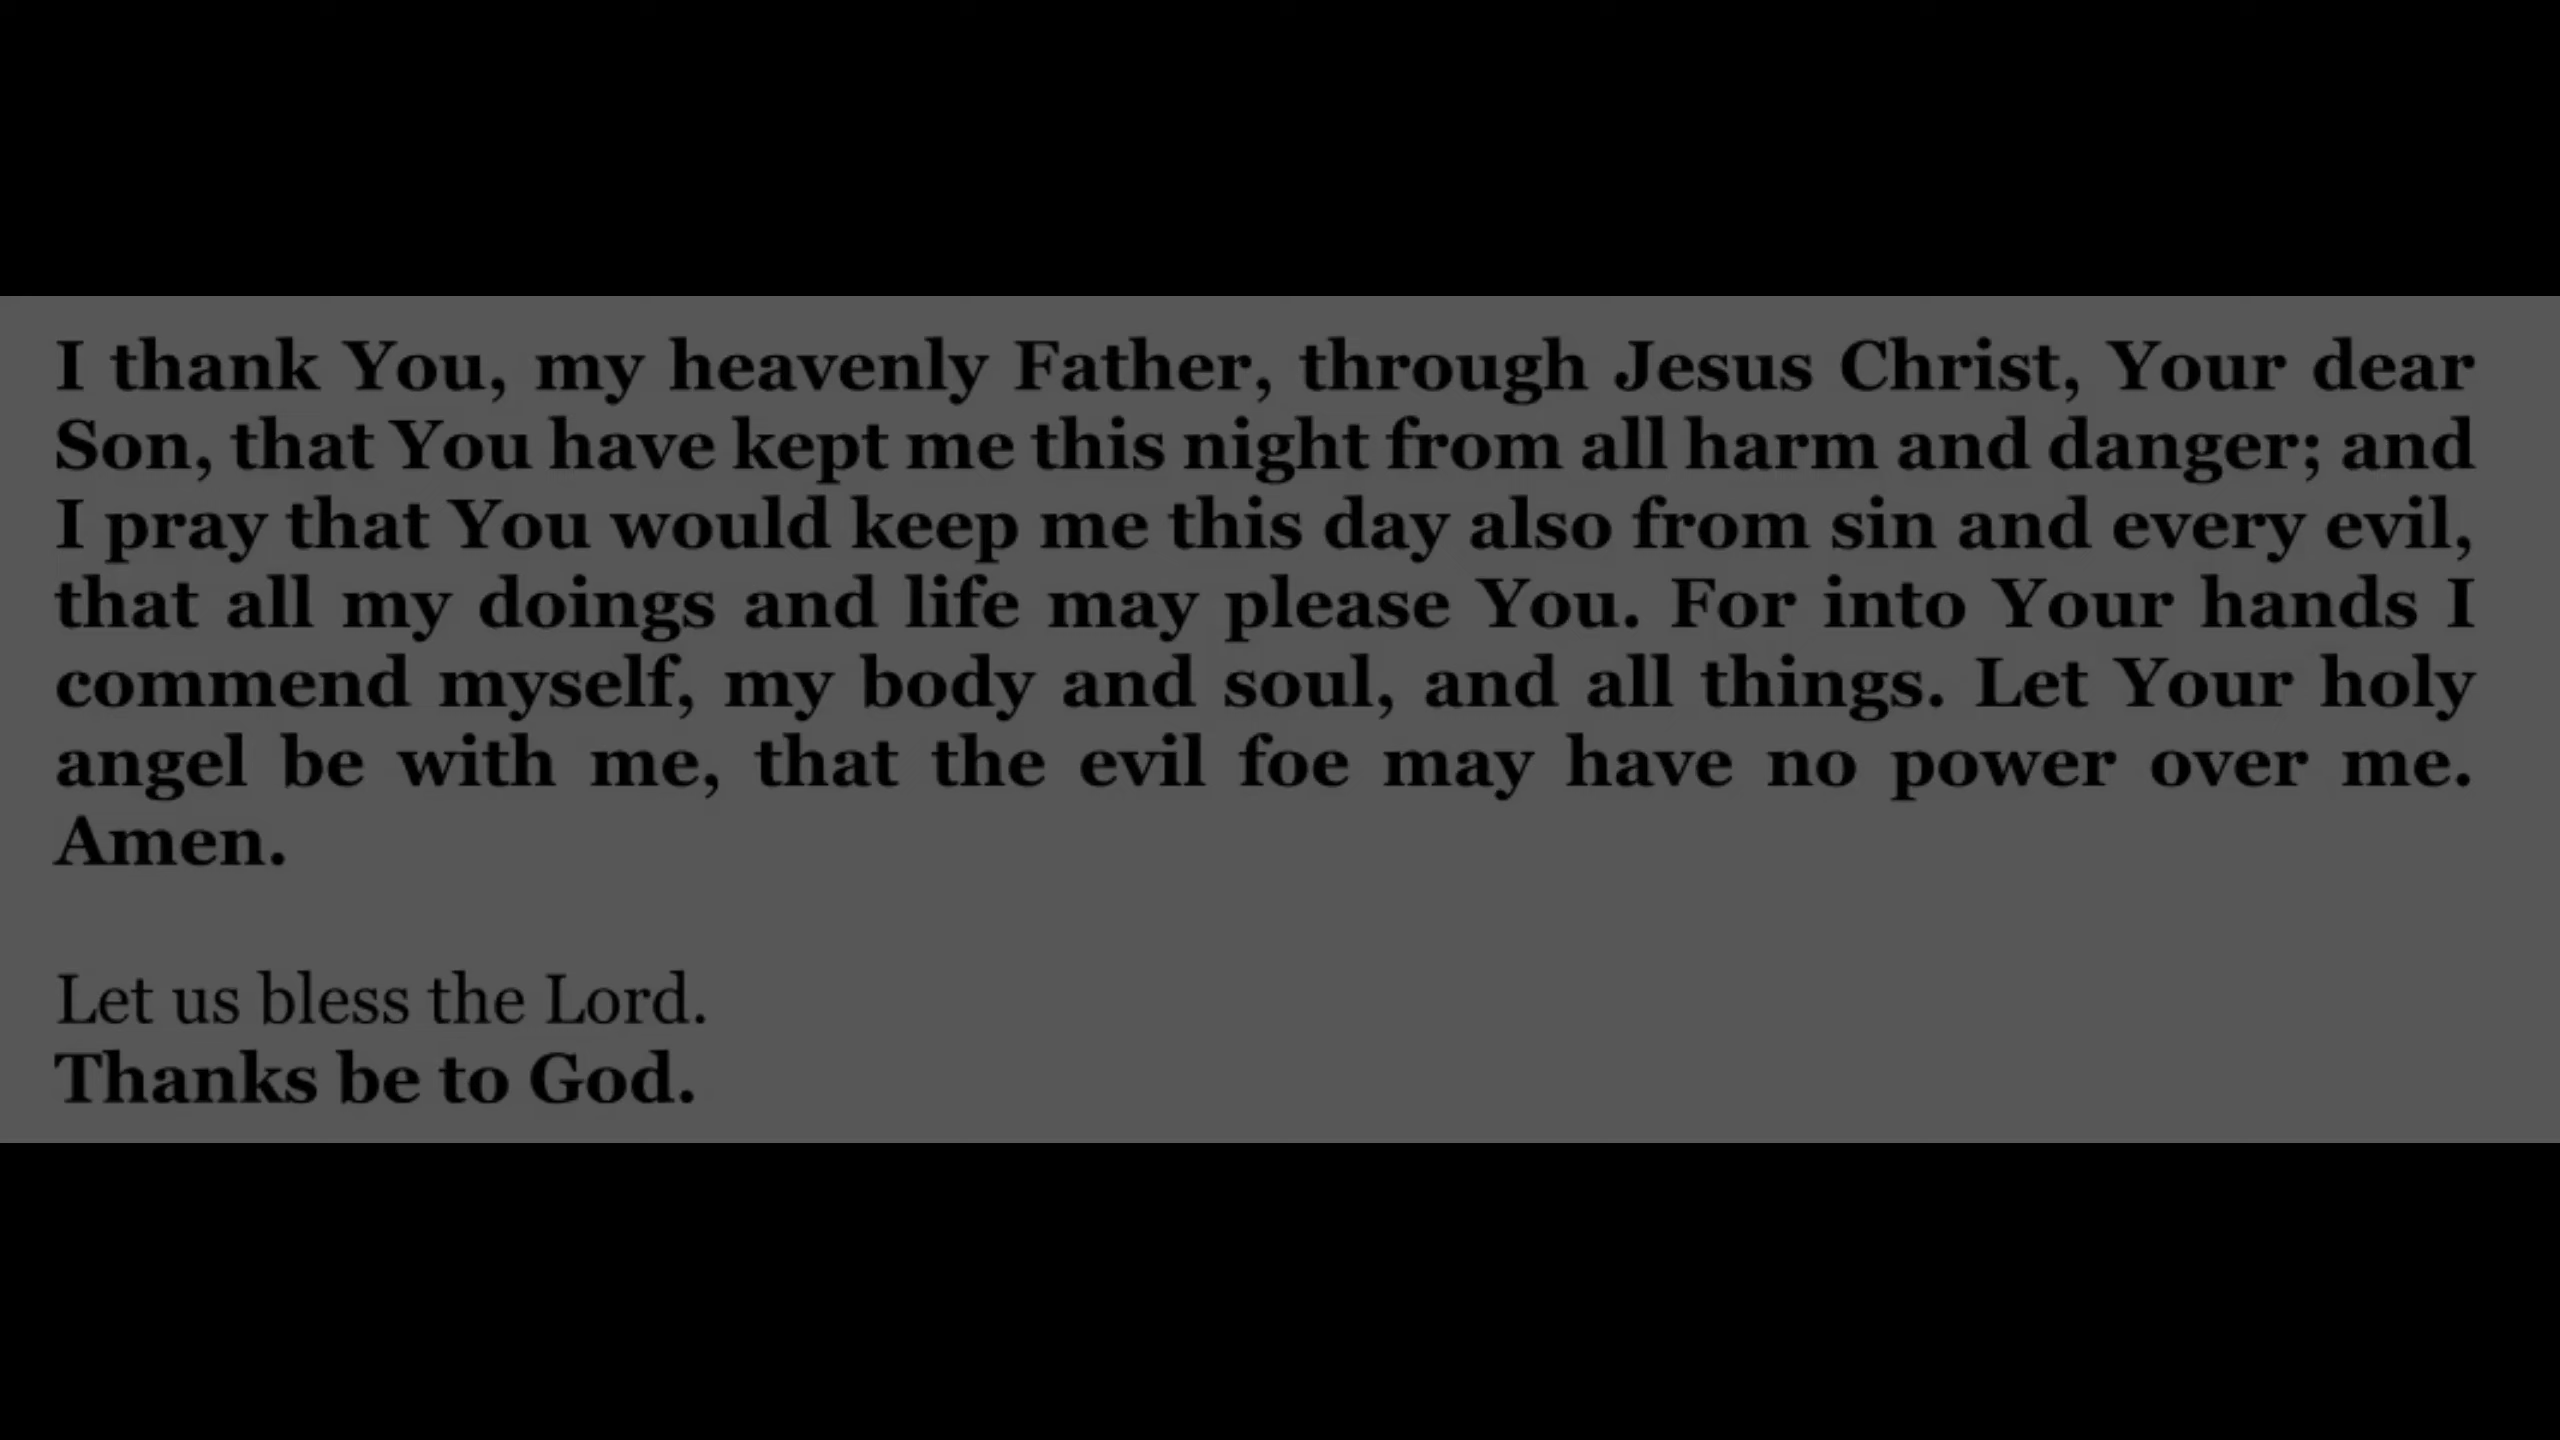 I thank You, my heavenly Father, through Jesus Christ, Your dear
Son, that You have kept me this night from all harm and danger; and
I pray that You would keep me this day also from sin and every evil,
that all my doings and life may please You. For into Your hands I
commend myself, my body and soul, and all things. Let Your holy
angel be with me, that the evil foe may have no power over me.
Amen.
Let us bless the Lord.
Thanks be to God.